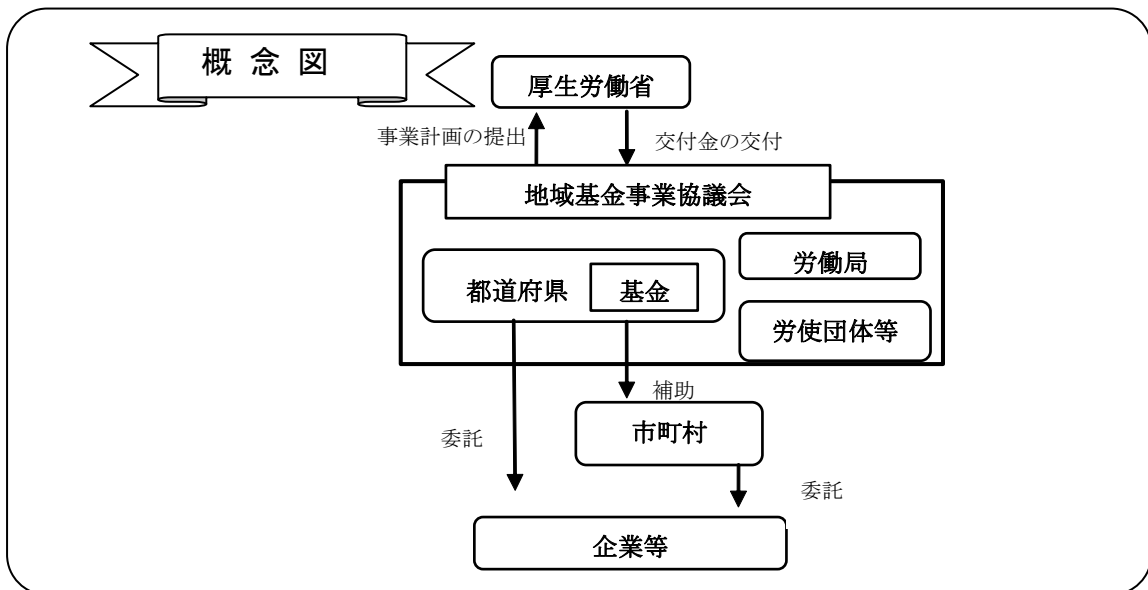 概 念 図
厚生労働省
事業計画の提出
交付金の交付
地域基金事業協議会
労働局
都道府県
基金
労使団体等
補助
市町村
委託
委託
企業等